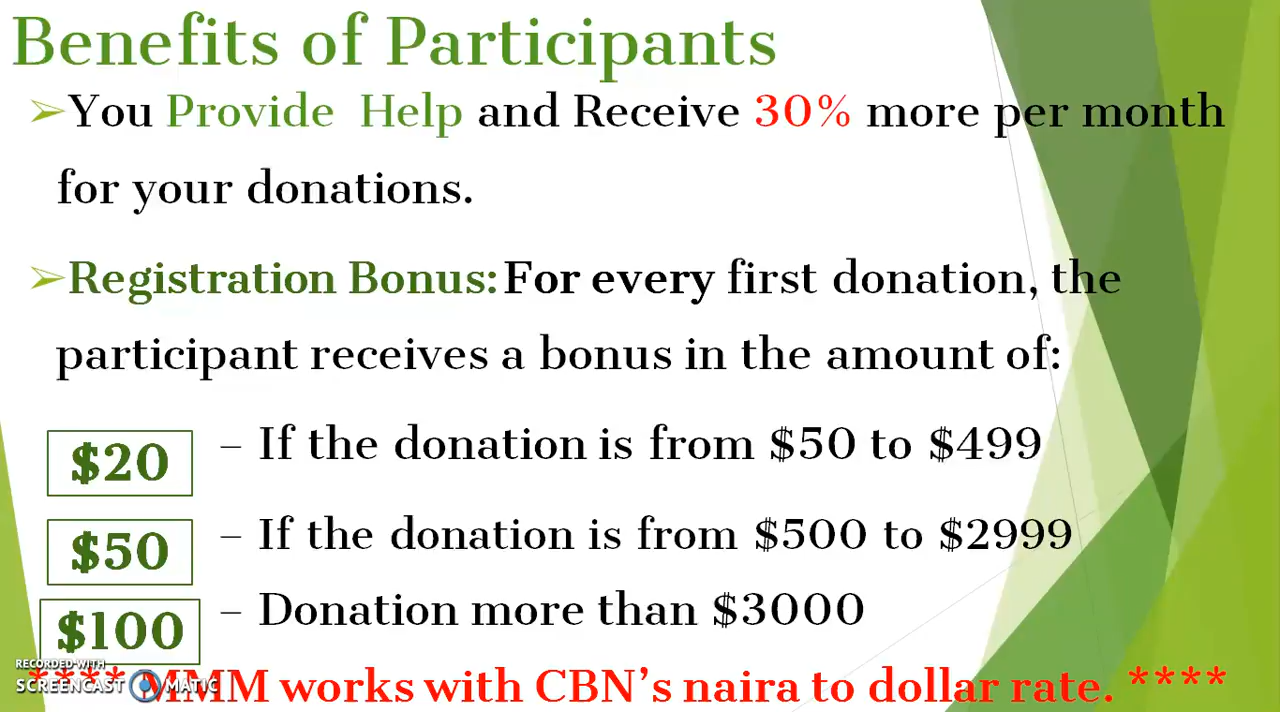 Benefits of Participants
➢You Provide Help and Receive 30% more per month
for your donations.
➢Registration Bonus: For every first donation, the
participant receives a bonus in the amount of:
$20 – If the donation is from $50 to $499
$50 – If the donation is from $500 to $2999
$100 – Donation more than $3000
RECORDED WITH
SCREENCAST MATIC
**** MMM works with CBN's naira to dollar rate. ****